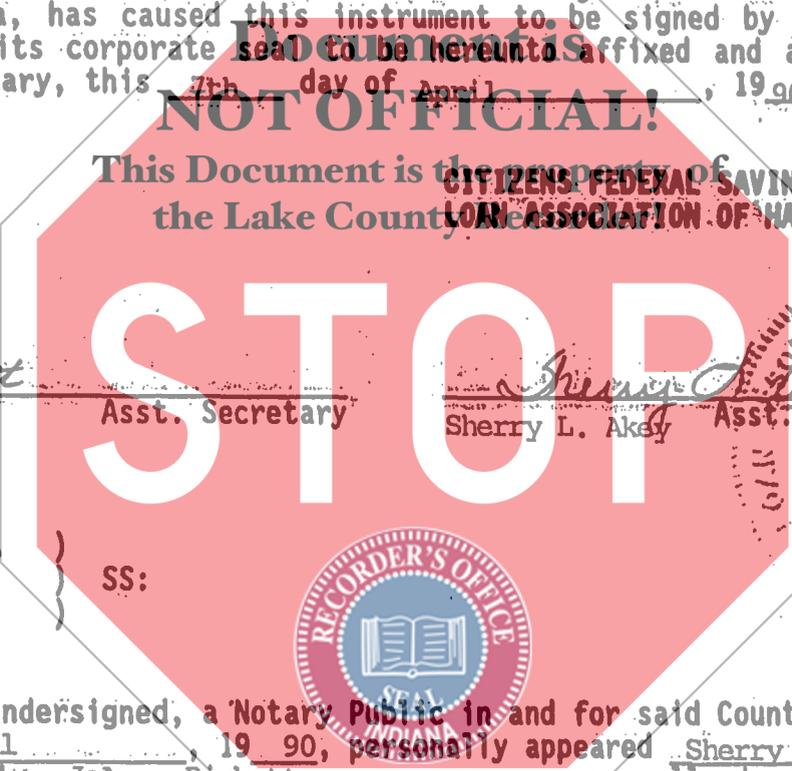 a, has caused this instrument to be signed by
its corporate seal to be hereunto affixed and a
ary, this 7th day of April, 19
Document is
NOT OFFICIAL!
This Document is the property of
the Lake County Recorder!
CITIZENS FEDERAL SAVIN
LOAN ASSOCIATION OF HA
STOP
Asst. Secretary
Sherry L. Akey Asst.
SS:
RECORDER'S OFFICE
SEAL
INDIANA
ndersigned, a Notary Public in and for said Count
l, 19 90, personally appeared Sherry